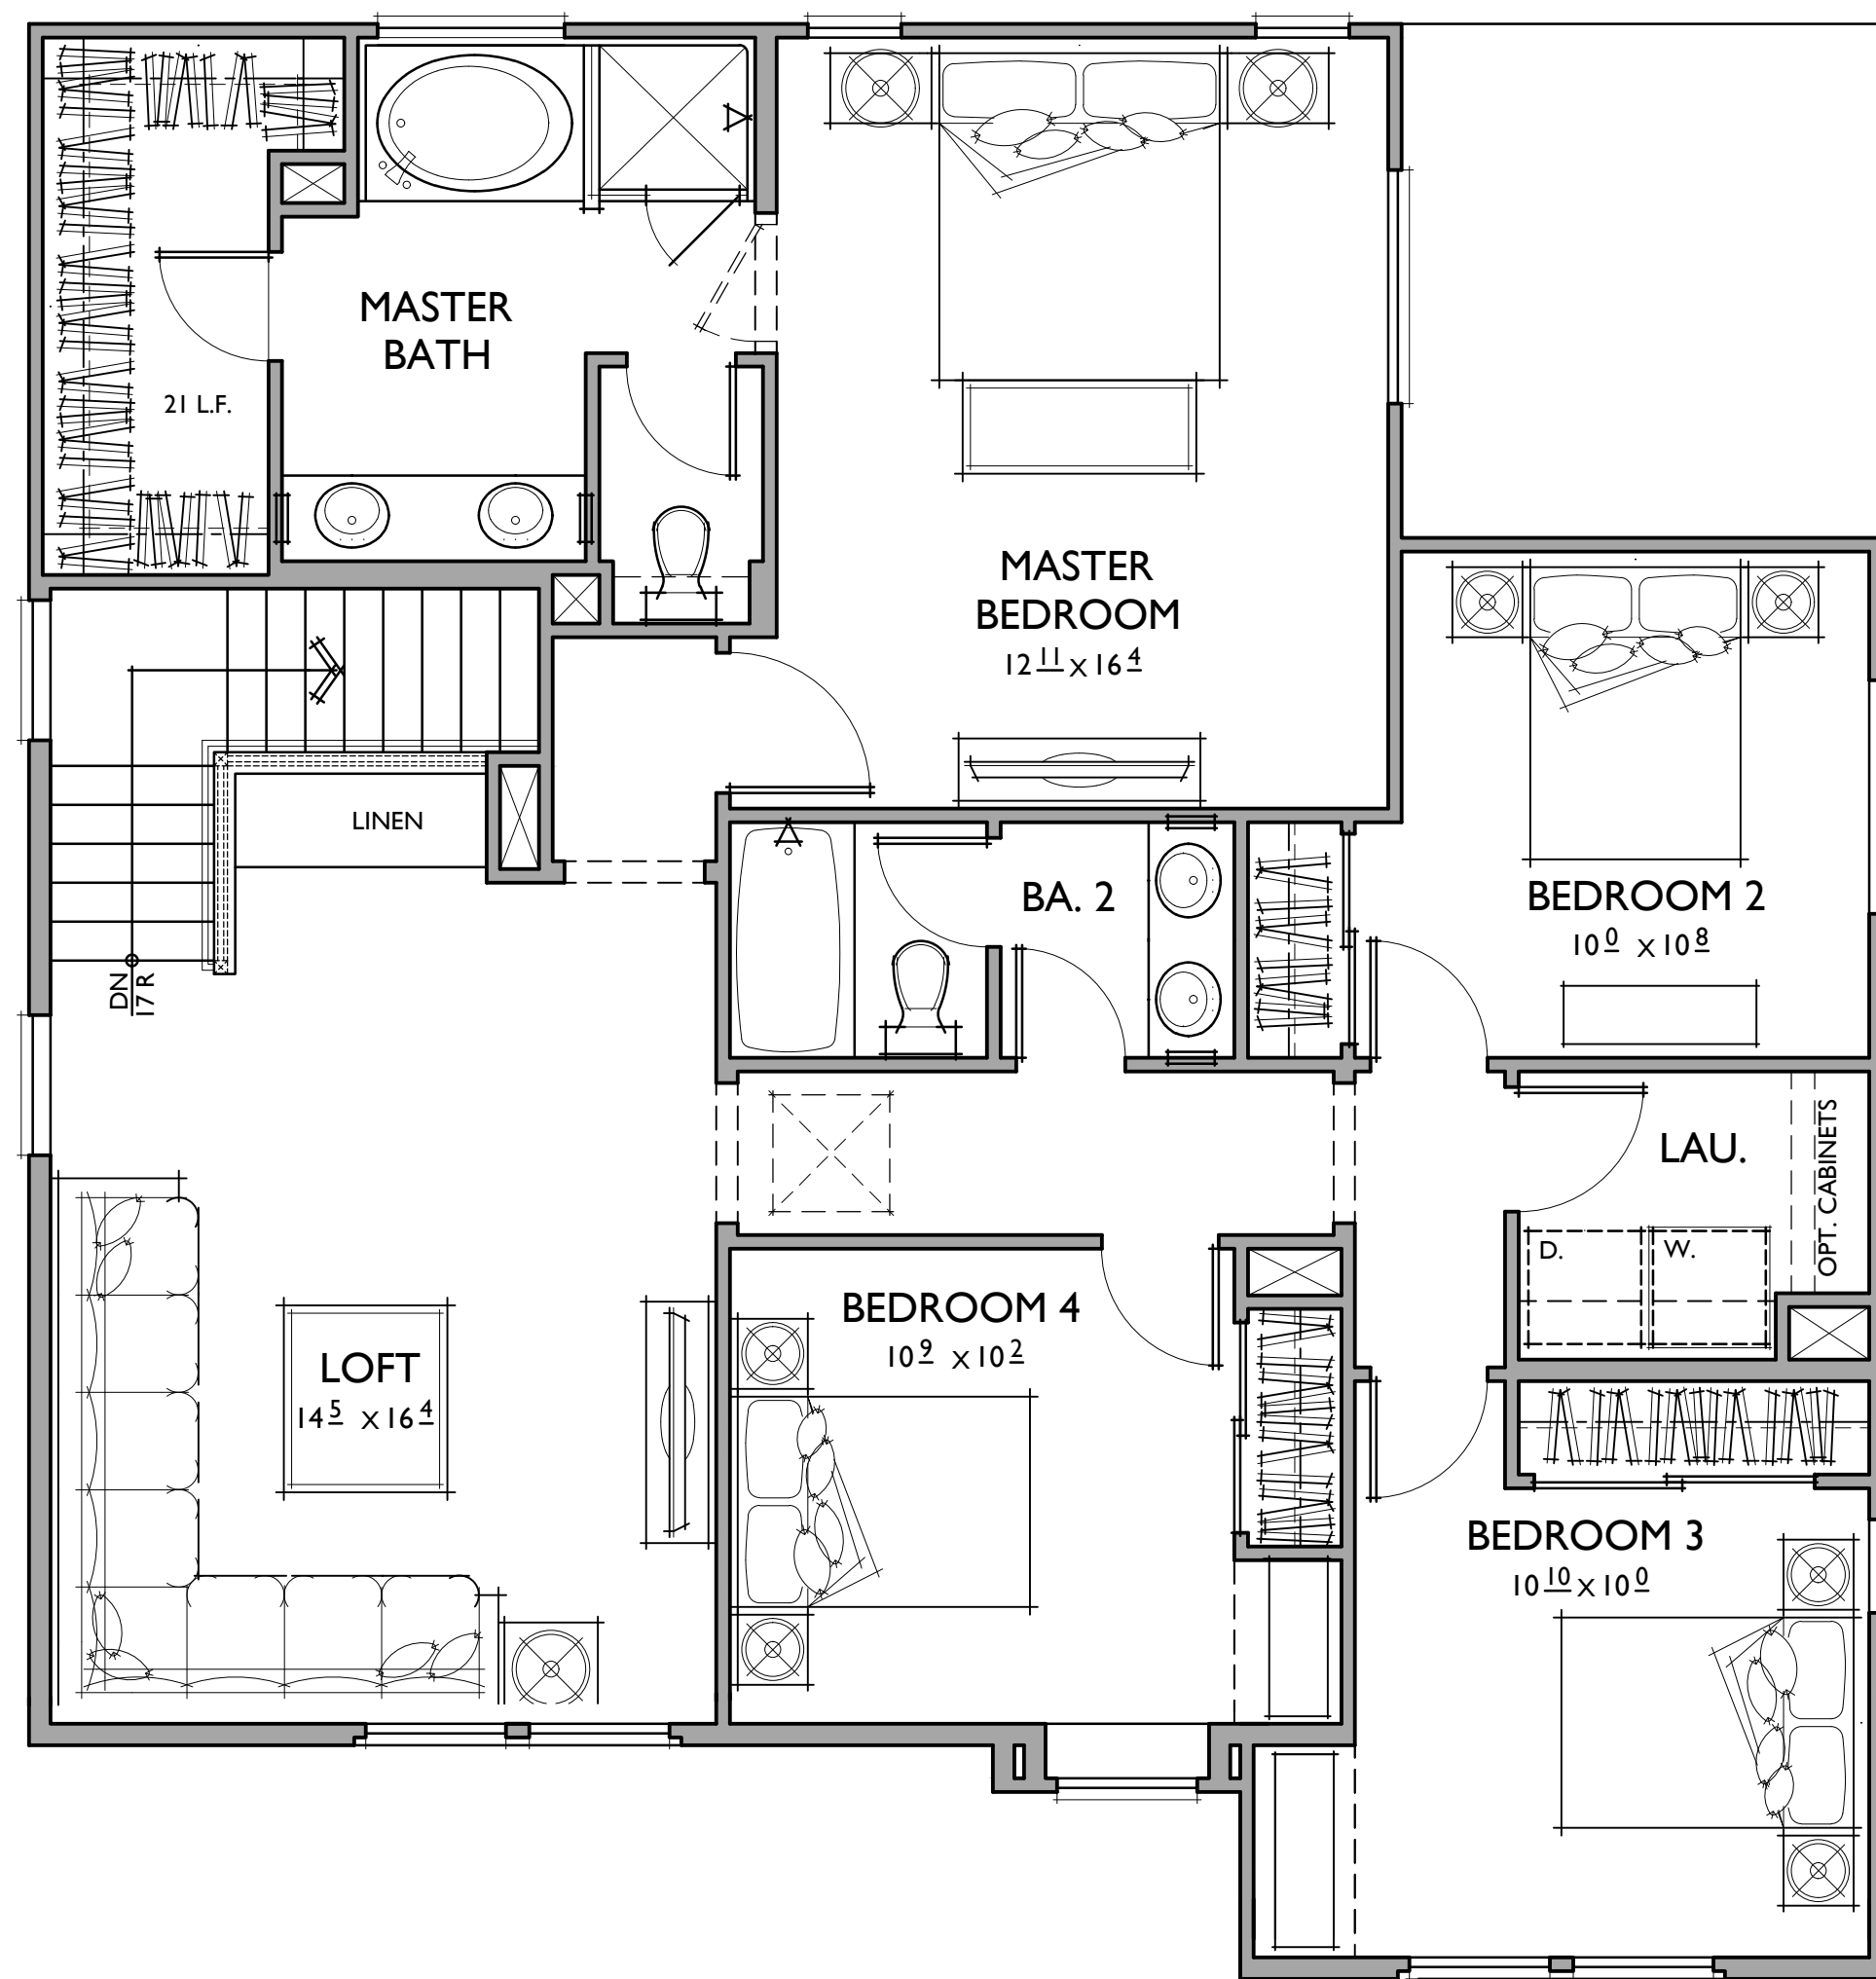 MASTER
BATH
21 L.F.
MASTER
BEDROOM
12 11 x 16 4
LINEN
BA. 2
BEDROOM 2
10 0 x 10 8
DN
17 R
LAU.
OPT. CABINETS
D.
W.
BEDROOM 4
10 9 x 10 2
LOFT
14 5 x 16 4
BEDROOM 3
10 10 x 10 0